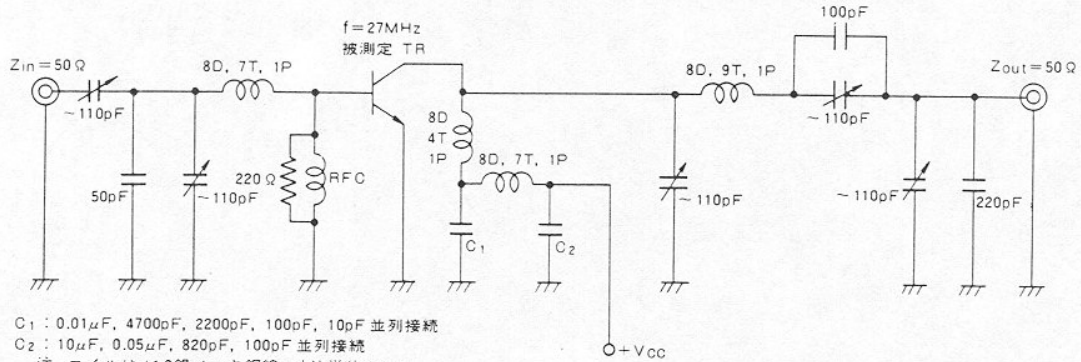 f=27MHz
被測定 TR
100pF
Zin=50Ω
8D, 7T, 1P
8D, 9T, 1P
Zout=50Ω
~110pF
~110pF
8D
4T
1P
8D, 7T, 1P
50pF
~110pF
220Ω
RFC
~110pF
~110pF
220pF
C₁
C₂
C₁ : 0.01μF, 4700pF, 2200pF, 100pF, 10pF 並列接続
C₂ : 10μF, 0.05μF, 820pF, 100pF 並列接続
+VCC